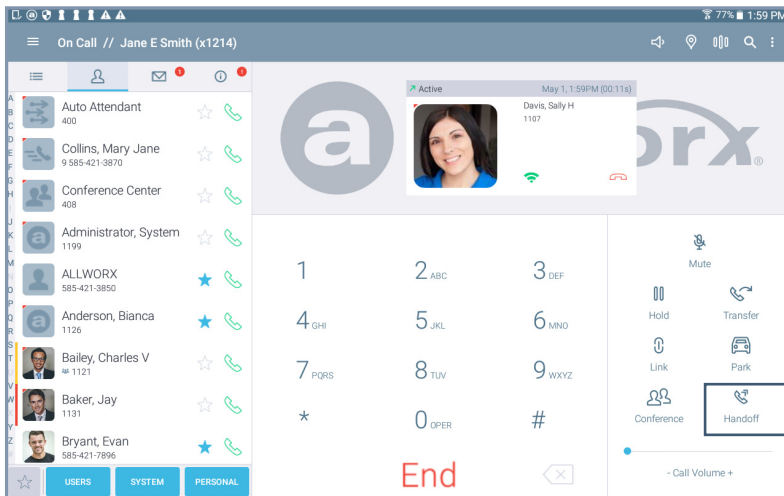 77% 1:59 PM
On Call // Jane E Smith (x1214)
1
!
Active May 1, 1:59PM (00:11s)
Davis, Sally H
1107
a
worx®
A
B
C
D
E
F
G
H
I
J
K
L
M
N
O
P
Q
R
S
T
U
V
W
X
Y
Z
#
Auto Attendant
400
Collins, Mary Jane
9 585-421-3870
Conference Center
408
Administrator, System
1199
ALLWORX
585-421-3850
Anderson, Bianca
1126
Bailey, Charles V
1121
Baker, Jay
1131
Bryant, Evan
585-421-7896
USERS SYSTEM PERSONAL
1 2 ABC 3 DEF
4 GHI 5 JKL 6 MNO
7 PQRS 8 TUV 9 WXYZ
* 0 OPER #
End
Mute
Hold Transfer
Link Park
Conference Handoff
- Call Volume +